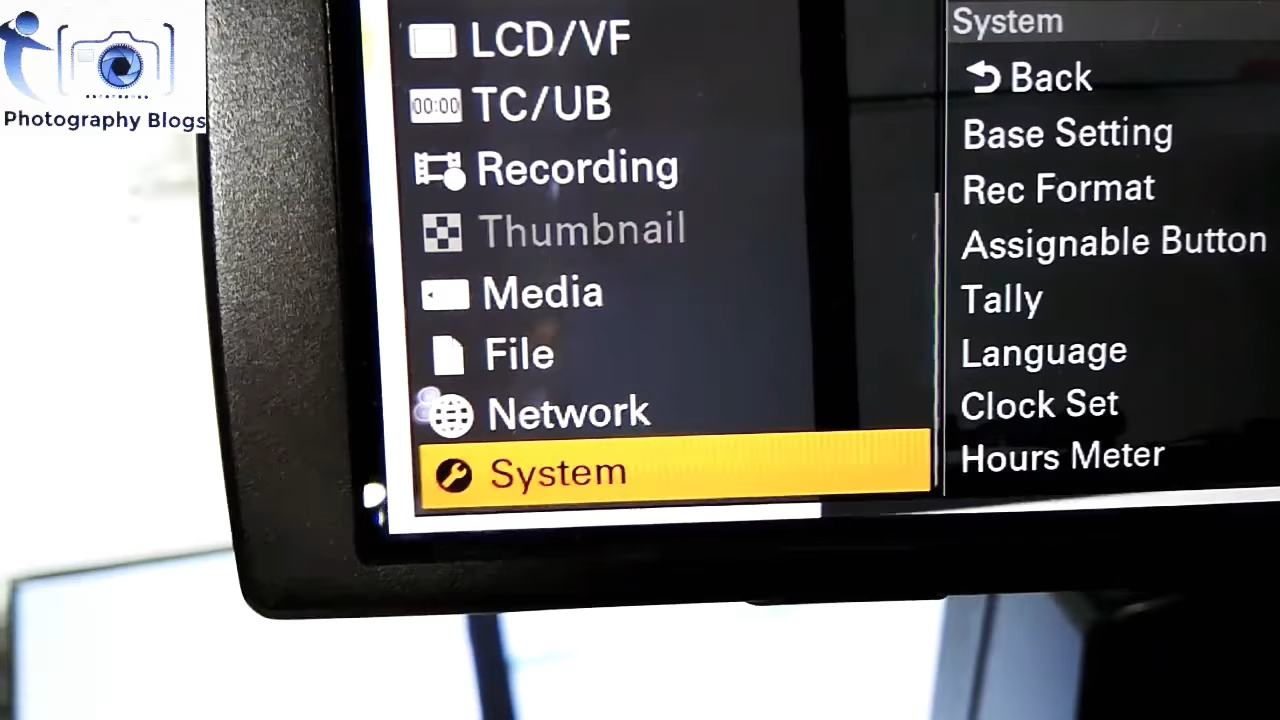 Photography Blogs
LCD/VF
00:00 TC/UB
Recording
Thumbnail
Media
File
Network
System
System
Back
Base Setting
Rec Format
Assignable Button
Tally
Language
Clock Set
Hours Meter